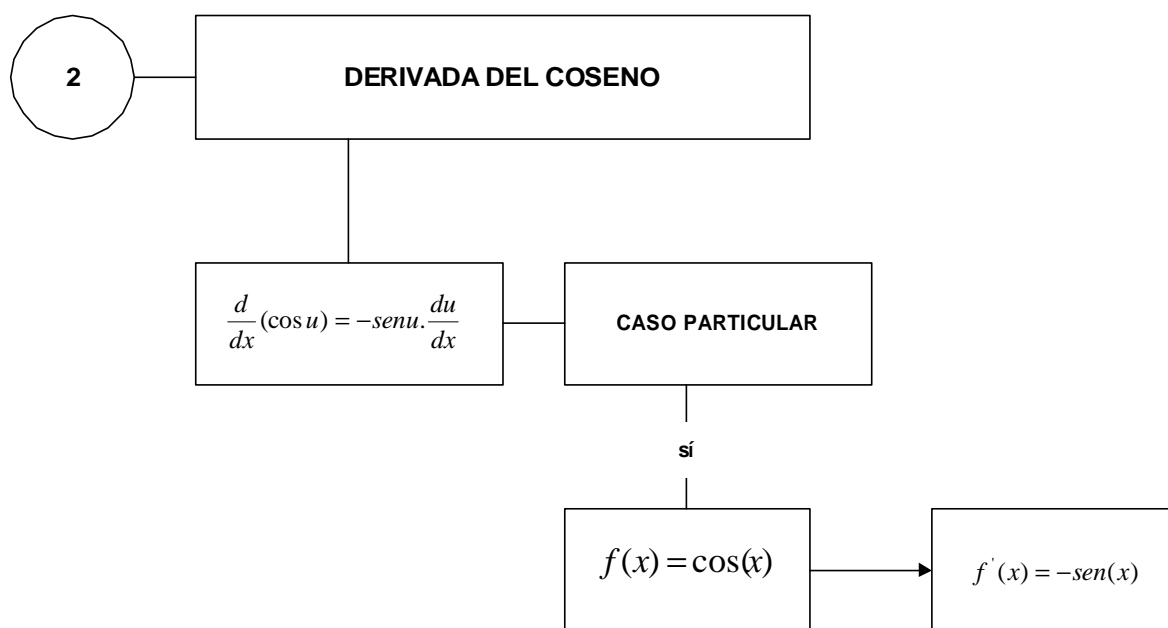 2
DERIVADA DEL COSENO
d/dx (cos u) = −senu. du/dx
CASO PARTICULAR
sí
f(x) = cos(x)
f'(x) = −sen(x)